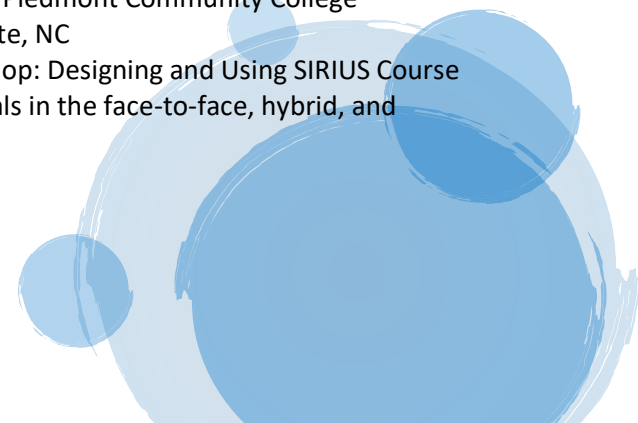 Piedmont Community College
te, NC
op: Designing and Using SIRIUS Course
ls in the face-to-face, hybrid, and